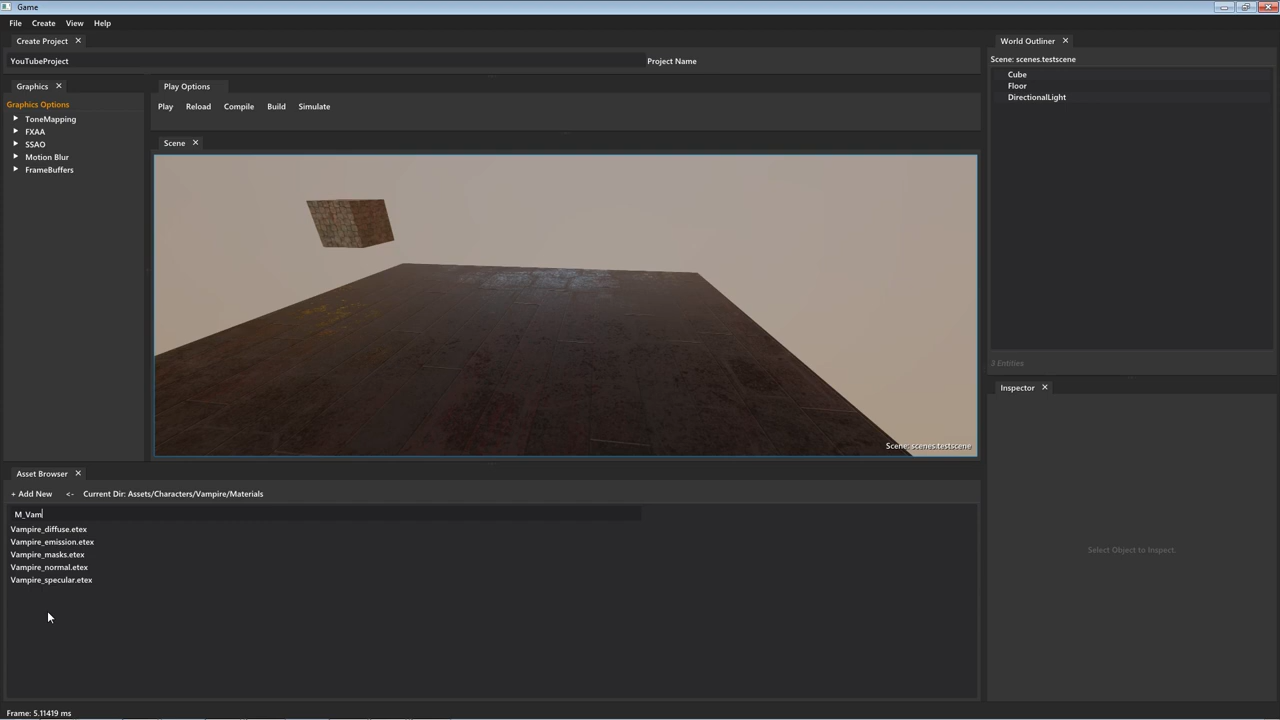 Game
File Create View Help
Create Project
YouTubeProject Project Name
Graphics
Graphics Options
ToneMapping
FXAA
SSAO
Motion Blur
FrameBuffers
Play Options
Play Reload Compile Build Simulate
Scene
Scene: scenes.testscene
World Outliner
Scene: scenes.testscene
Cube
Floor
DirectionalLight
3 Entities
Inspector
Select Object to Inspect.
Asset Browser
+ Add New <- Current Dir: Assets/Characters/Vampire/Materials
M_Vam
Vampire_diffuse.etex
Vampire_emission.etex
Vampire_masks.etex
Vampire_normal.etex
Vampire_specular.etex
Frame: 5.11419 ms